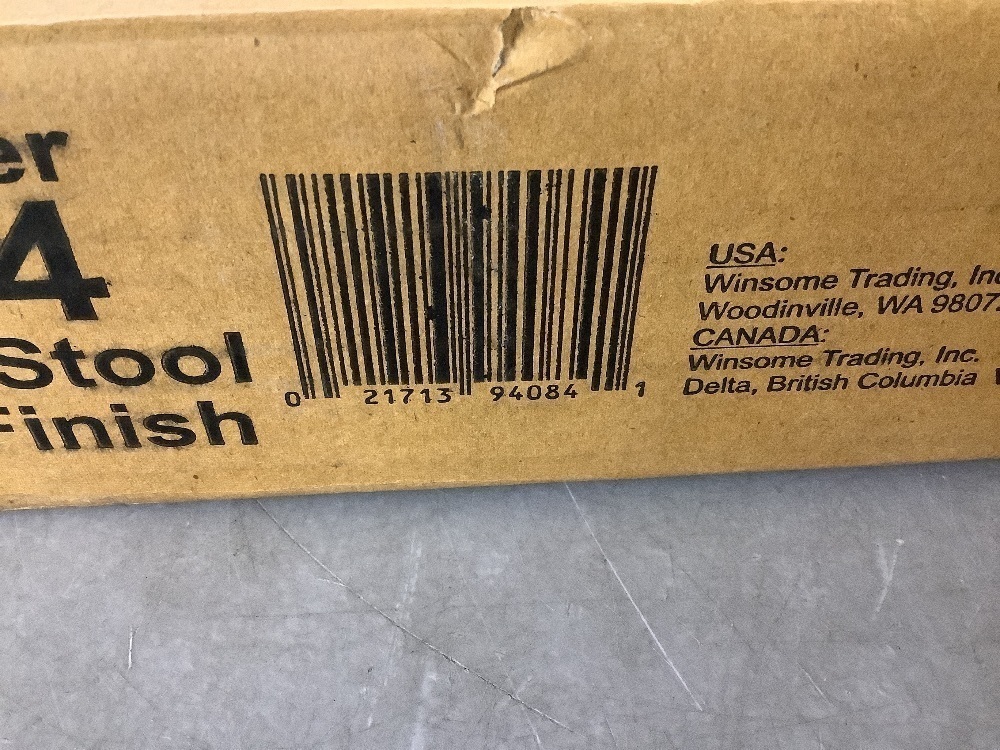 er
4
Stool
Finish
0 21713 94084 1
USA:
Winsome Trading, Inc
Woodinville, WA 9807
CANADA:
Winsome Trading, Inc.
Delta, British Columbia